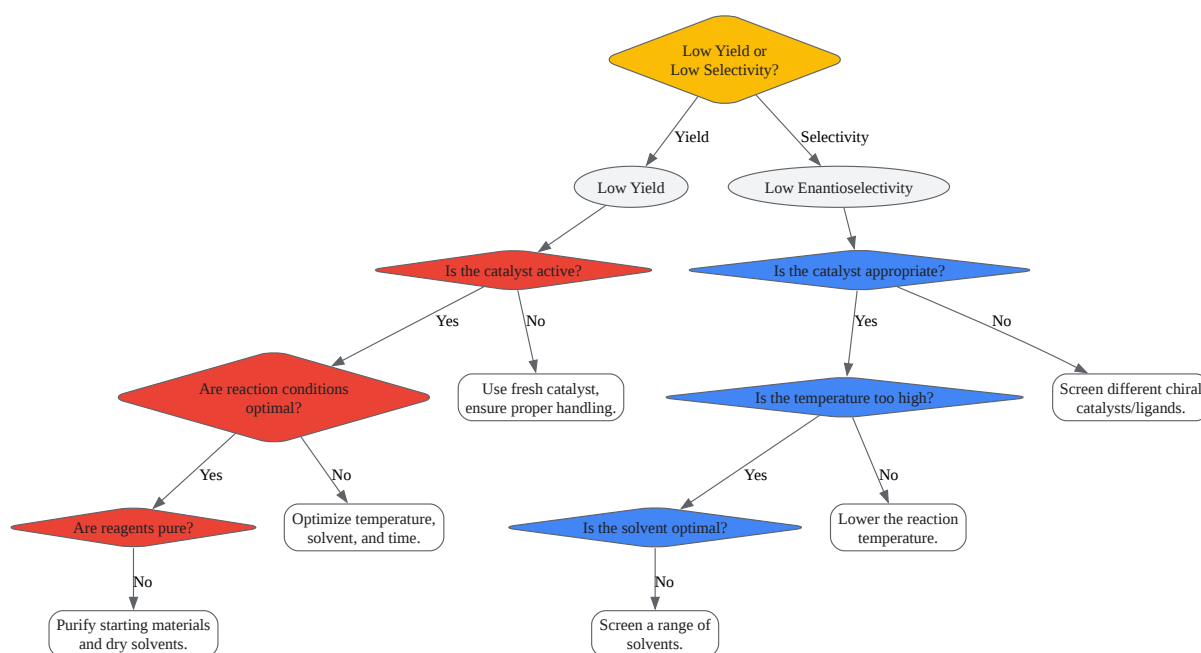 Low Yield or
Low Selectivity?
Yield
Selectivity
Low Yield
Low Enantioselectivity
Is the catalyst active?
Is the catalyst appropriate?
Yes
No
Yes
No
Are reaction conditions
optimal?
Use fresh catalyst,
ensure proper handling.
Is the temperature too high?
Screen different chiral
catalysts/ligands.
Yes
No
Yes
No
Are reagents pure?
Optimize temperature,
solvent, and time.
Is the solvent optimal?
Lower the reaction
temperature.
No
No
Purify starting materials
and dry solvents.
Screen a range of
solvents.